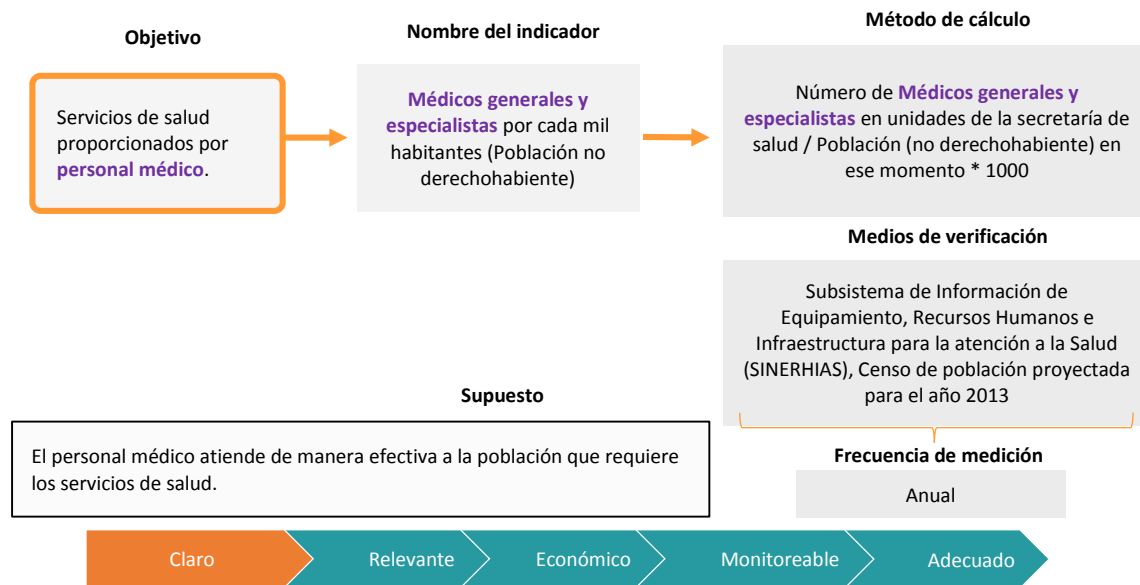 Objetivo
Servicios de salud
proporcionados por
personal médico.
Nombre del indicador
Médicos generales y
especialistas por cada mil
habitantes (Población no
derechohabiente)
Método de cálculo
Número de Médicos generales y
especialistas en unidades de la secretaría de
salud / Población (no derechohabiente) en
ese momento * 1000
Medios de verificación
Subsistema de Información de
Equipamiento, Recursos Humanos e
Infraestructura para la atención a la Salud
(SINERHIAS), Censo de población proyectada
para el año 2013
Supuesto
El personal médico atiende de manera efectiva a la población que requiere
los servicios de salud.
Frecuencia de medición
Anual
Claro
Relevante
Económico
Monitoreable
Adecuado